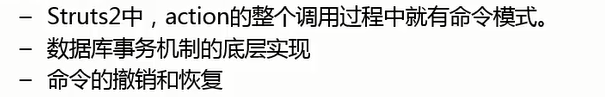 – Struts2中，action的整个调用过程中就有命令模式。
– 数据库事务机制的底层实现
– 命令的撤销和恢复